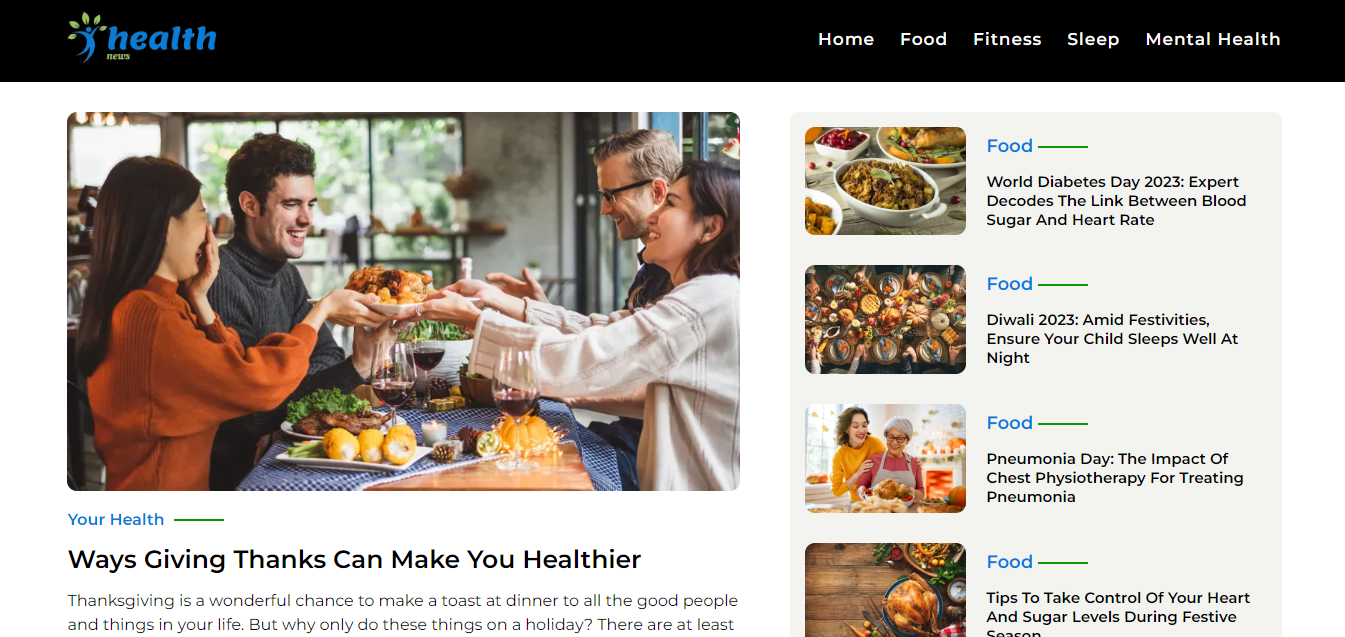 health
news
Home Food Fitness Sleep Mental Health
Your Health
Ways Giving Thanks Can Make You Healthier
Thanksgiving is a wonderful chance to make a toast at dinner to all the good people
and things in your life. But why only do these things on a holiday? There are at least
Food
World Diabetes Day 2023: Expert
Decodes The Link Between Blood
Sugar And Heart Rate
Food
Diwali 2023: Amid Festivities,
Ensure Your Child Sleeps Well At
Night
Food
Pneumonia Day: The Impact Of
Chest Physiotherapy For Treating
Pneumonia
Food
Tips To Take Control Of Your Heart
And Sugar Levels During Festive
Season